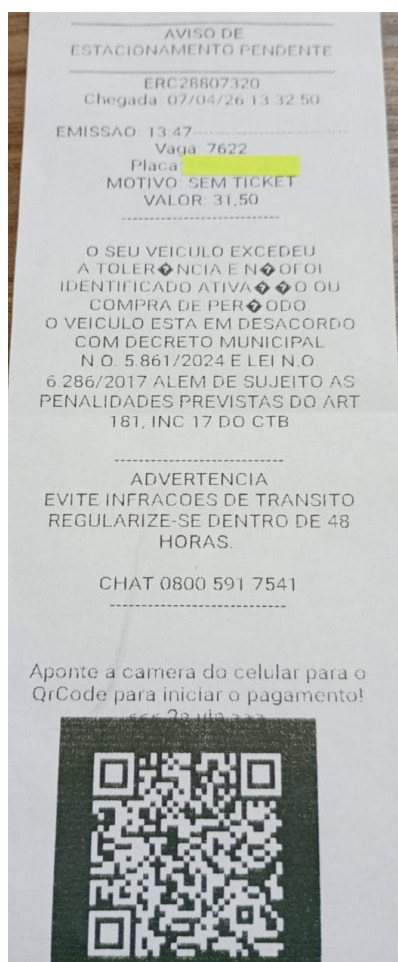 AVISO DE
ESTACIONAMENTO PENDENTE
ERC28807320
Chegada: 07/04/26 13:32:50
EMISSAO: 13:47
Vaga: 7622
Placa:
MOTIVO: SEM TICKET
VALOR: 31,50
O SEU VEICULO EXCEDEU
A TOLER�NCIA E N�OFOI
IDENTIFICADO ATIVA��O OU
COMPRA DE PER�ODO
O VEICULO ESTA EM DESACORDO
COM DECRETO MUNICIPAL
N.O. 5.861/2024 E LEI N.O.
6.286/2017 ALEM DE SUJEITO AS
PENALIDADES PREVISTAS DO ART
181, INC 17 DO CTB
ADVERTENCIA
EVITE INFRACOES DE TRANSITO
REGULARIZE-SE DENTRO DE 48
HORAS.
CHAT 0800 591 7541
Aponte a camera do celular para o
QrCode para iniciar o pagamento!
<<< 2a via >>>